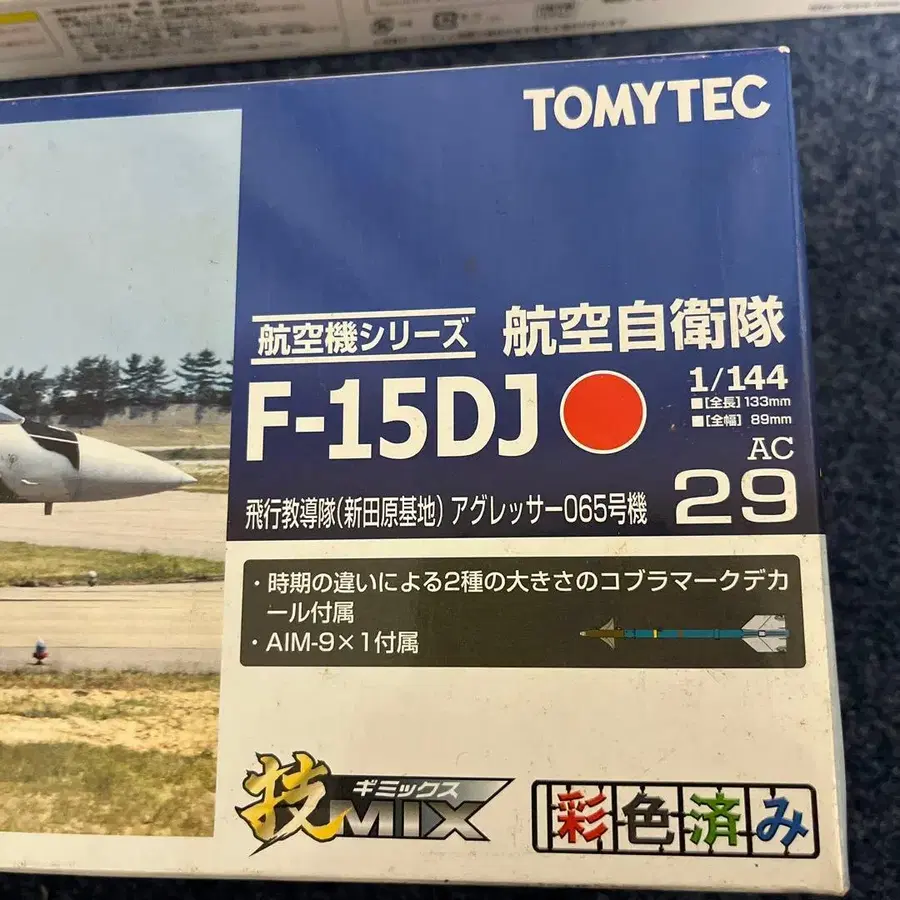 TOMYTEC
航空機シリーズ
航空自衛隊
F-15DJ
1/144
■[全長]133mm
■[全幅] 89mm
AC
29
飛行教導隊(新田原基地) アグレッサー065号機
・時期の違いによる2種の大きさのコブラマークデカ
ール付属
・AIM-9×1付属
技
ギミックス
MIX
彩色済み